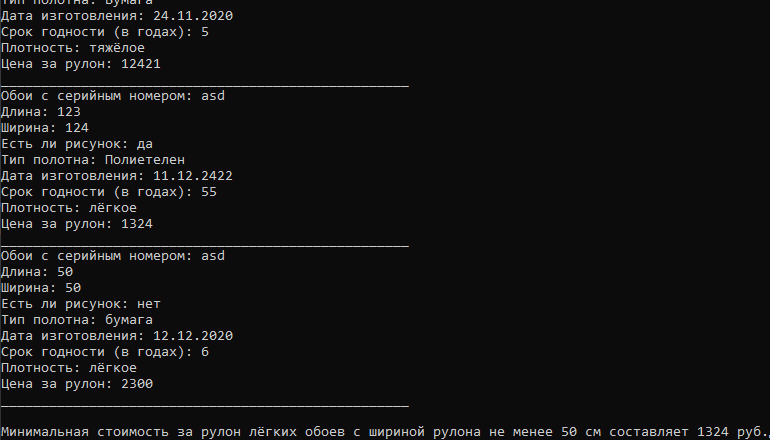 Тип полотна: Бумага
Дата изготовления: 24.11.2020
Срок годности (в годах): 5
Плотность: тяжёлое
Цена за рулон: 12421
___________________________________________________
Обои с серийным номером: asd
Длина: 123
Ширина: 124
Есть ли рисунок: да
Тип полотна: Полиетелен
Дата изготовления: 11.12.2422
Срок годности (в годах): 55
Плотность: лёгкое
Цена за рулон: 1324
___________________________________________________
Обои с серийным номером: asd
Длина: 50
Ширина: 50
Есть ли рисунок: нет
Тип полотна: бумага
Дата изготовления: 12.12.2020
Срок годности (в годах): 6
Плотность: лёгкое
Цена за рулон: 2300
___________________________________________________
Минимальная стоимость за рулон лёгких обоев с шириной рулона не менее 50 см составляет 1324 руб.